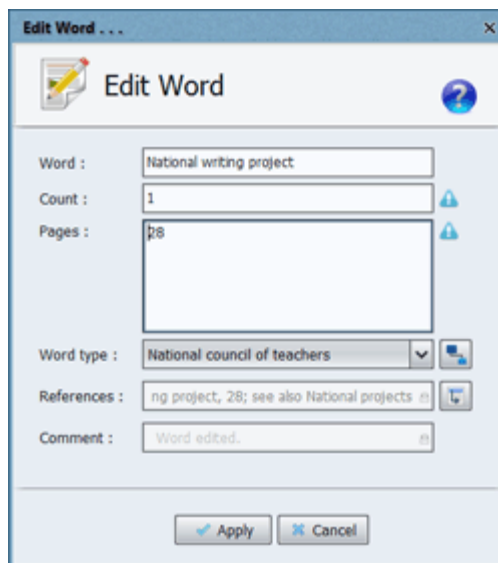 Edit Word . . .
Edit Word
Word : National writing project
Count : 1
Pages : 28
Word type : National council of teachers
References : ng project, 28; see also National projects
Comment : Word edited.
Apply Cancel